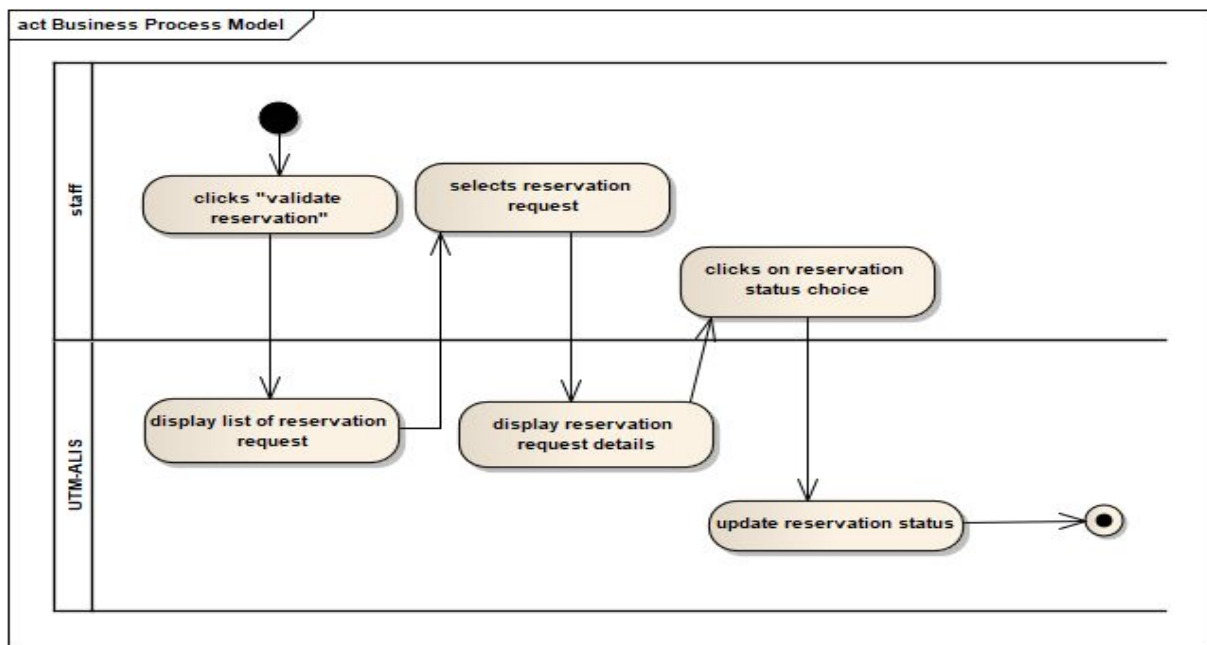 act Business Process Model
staff
clicks "validate
reservation"
selects reservation
request
clicks on reservation
status choice
UTM-ALIS
display list of reservation
request
display reservation
request details
update reservation status